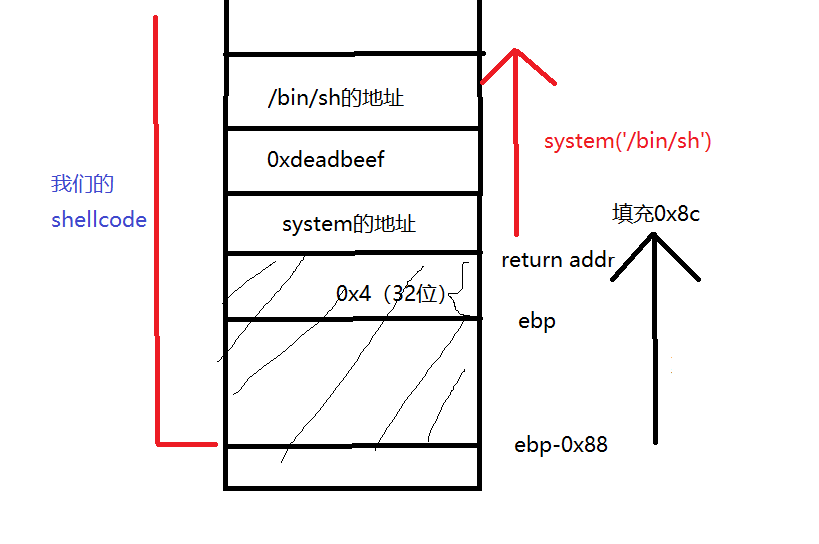 /bin/sh的地址
system('/bin/sh')
0xdeadbeef
我们的
shellcode
system的地址
填充0x8c
return addr
0x4（32位）
ebp
ebp-0x88